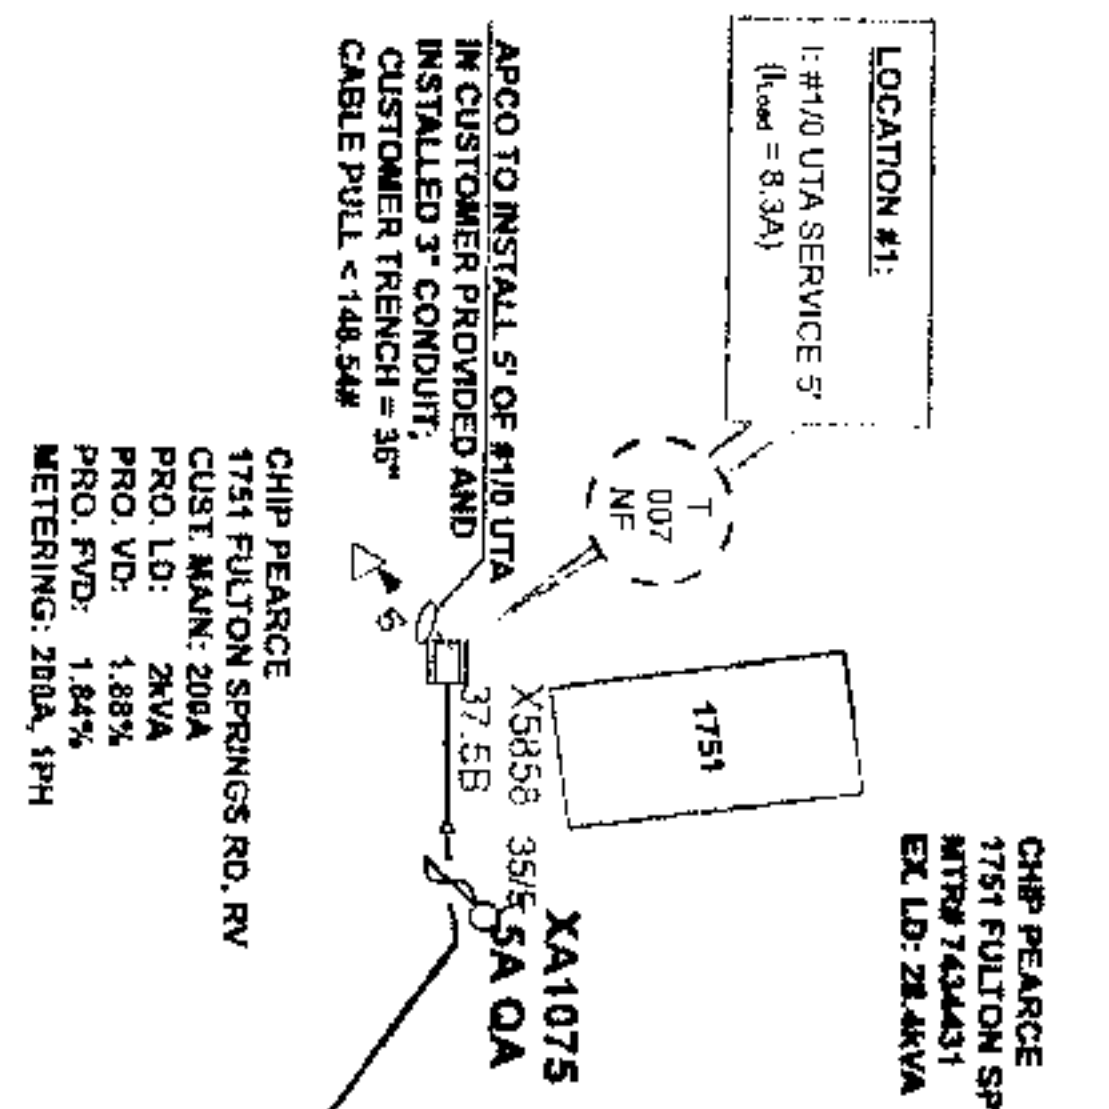 LOCATION #1:
I: #1/0 UTA SERVICE 5'
(ILoad = 8.3A)
APCO TO INSTALL 5' OF #1/0 UTA
IN CUSTOMER PROVIDED AND
INSTALLED 3" CONDUIT;
CUSTOMER TRENCH = 36"
CABLE PULL < 148.54#
T
007
NF
6
1751
X5858 35/5
37.5B
XA1075
5A QA
CHIP PEARCE
1751 FULTON SPRINGS RD, RV
CUST. MAIN: 200A
PRO. LD: 2kVA
PRO. VD: 1.88%
PRO. FVD: 1.84%
METERING: 200A, 1PH
CHIP PEARCE
1751 FULTON SP
MTR# 7434431
EX. LD: 28.4kVA